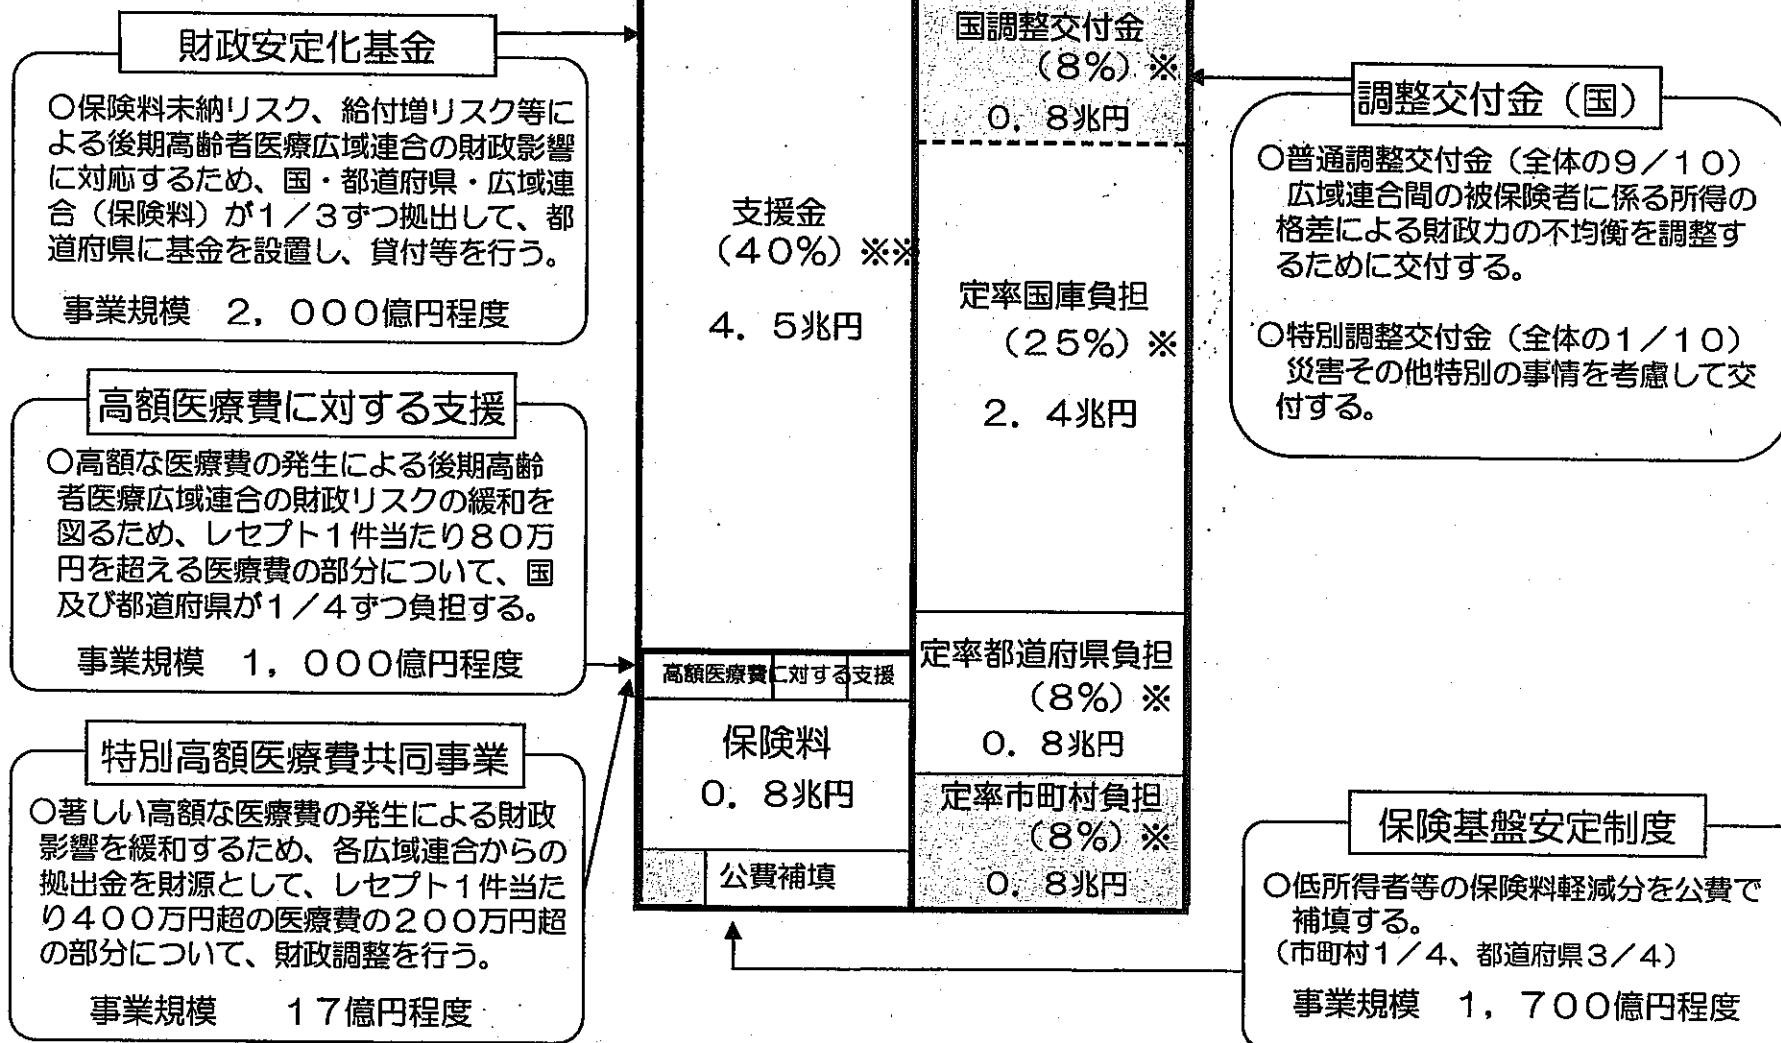 財政安定化基金
○保険料未納リスク、給付増リスク等に
よる後期高齢者医療広域連合の財政影響
に対応するため、国・都道府県・広域連
合（保険料）が１／３ずつ拠出して、都
道府県に基金を設置し、貸付等を行う。
事業規模　２，０００億円程度
高額医療費に対する支援
○高額な医療費の発生による後期高齢
者医療広域連合の財政リスクの緩和を
図るため、レセプト１件当たり８０万
円を超える医療費の部分について、国
及び都道府県が１／４ずつ負担する。
事業規模　１，０００億円程度
特別高額医療費共同事業
○著しい高額な医療費の発生による財政
影響を緩和するため、各広域連合からの
拠出金を財源として、レセプト１件当た
り４００万円超の医療費の２００万円超
の部分について、財政調整を行う。
事業規模　　１７億円程度
支援金
（４０％）※※
４．５兆円
高額医療費に対する支援
保険料
０．８兆円
公費補填
国調整交付金
（８％）※
０．８兆円
定率国庫負担
（２５％）※
２．４兆円
定率都道府県負担
（８％）※
０．８兆円
定率市町村負担
（８％）※
０．８兆円
調整交付金（国）
○普通調整交付金（全体の９／１０）
広域連合間の被保険者に係る所得の
格差による財政力の不均衡を調整す
るために交付する。
○特別調整交付金（全体の１／１０）
災害その他特別の事情を考慮して交
付する。
保険基盤安定制度
○低所得者等の保険料軽減分を公費で
補填する。
（市町村１／４、都道府県３／４）
事業規模　１，７００億円程度